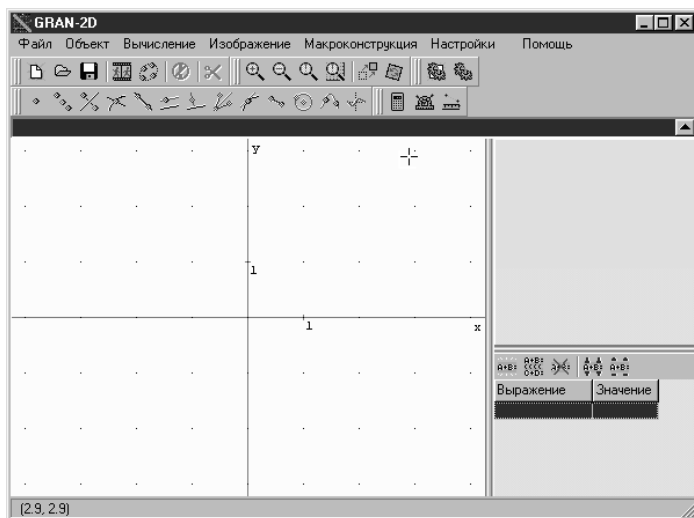 GRAN-2D
Файл Объект Вычисление Изображение Макроконструкция Настройки Помощь
y
1
1
x
Выражение Значение
(2.9, 2.9)